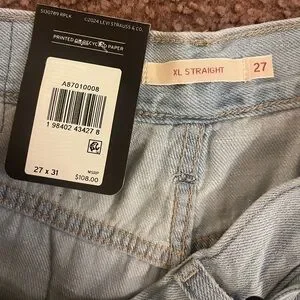 ©2024 LEVI STRAUSS & CO.
PRINTED ON RECYCLED PAPER
A87010008
1 98402 43427 8
27 x 31
MSRP
$108.00
XL STRAIGHT
27